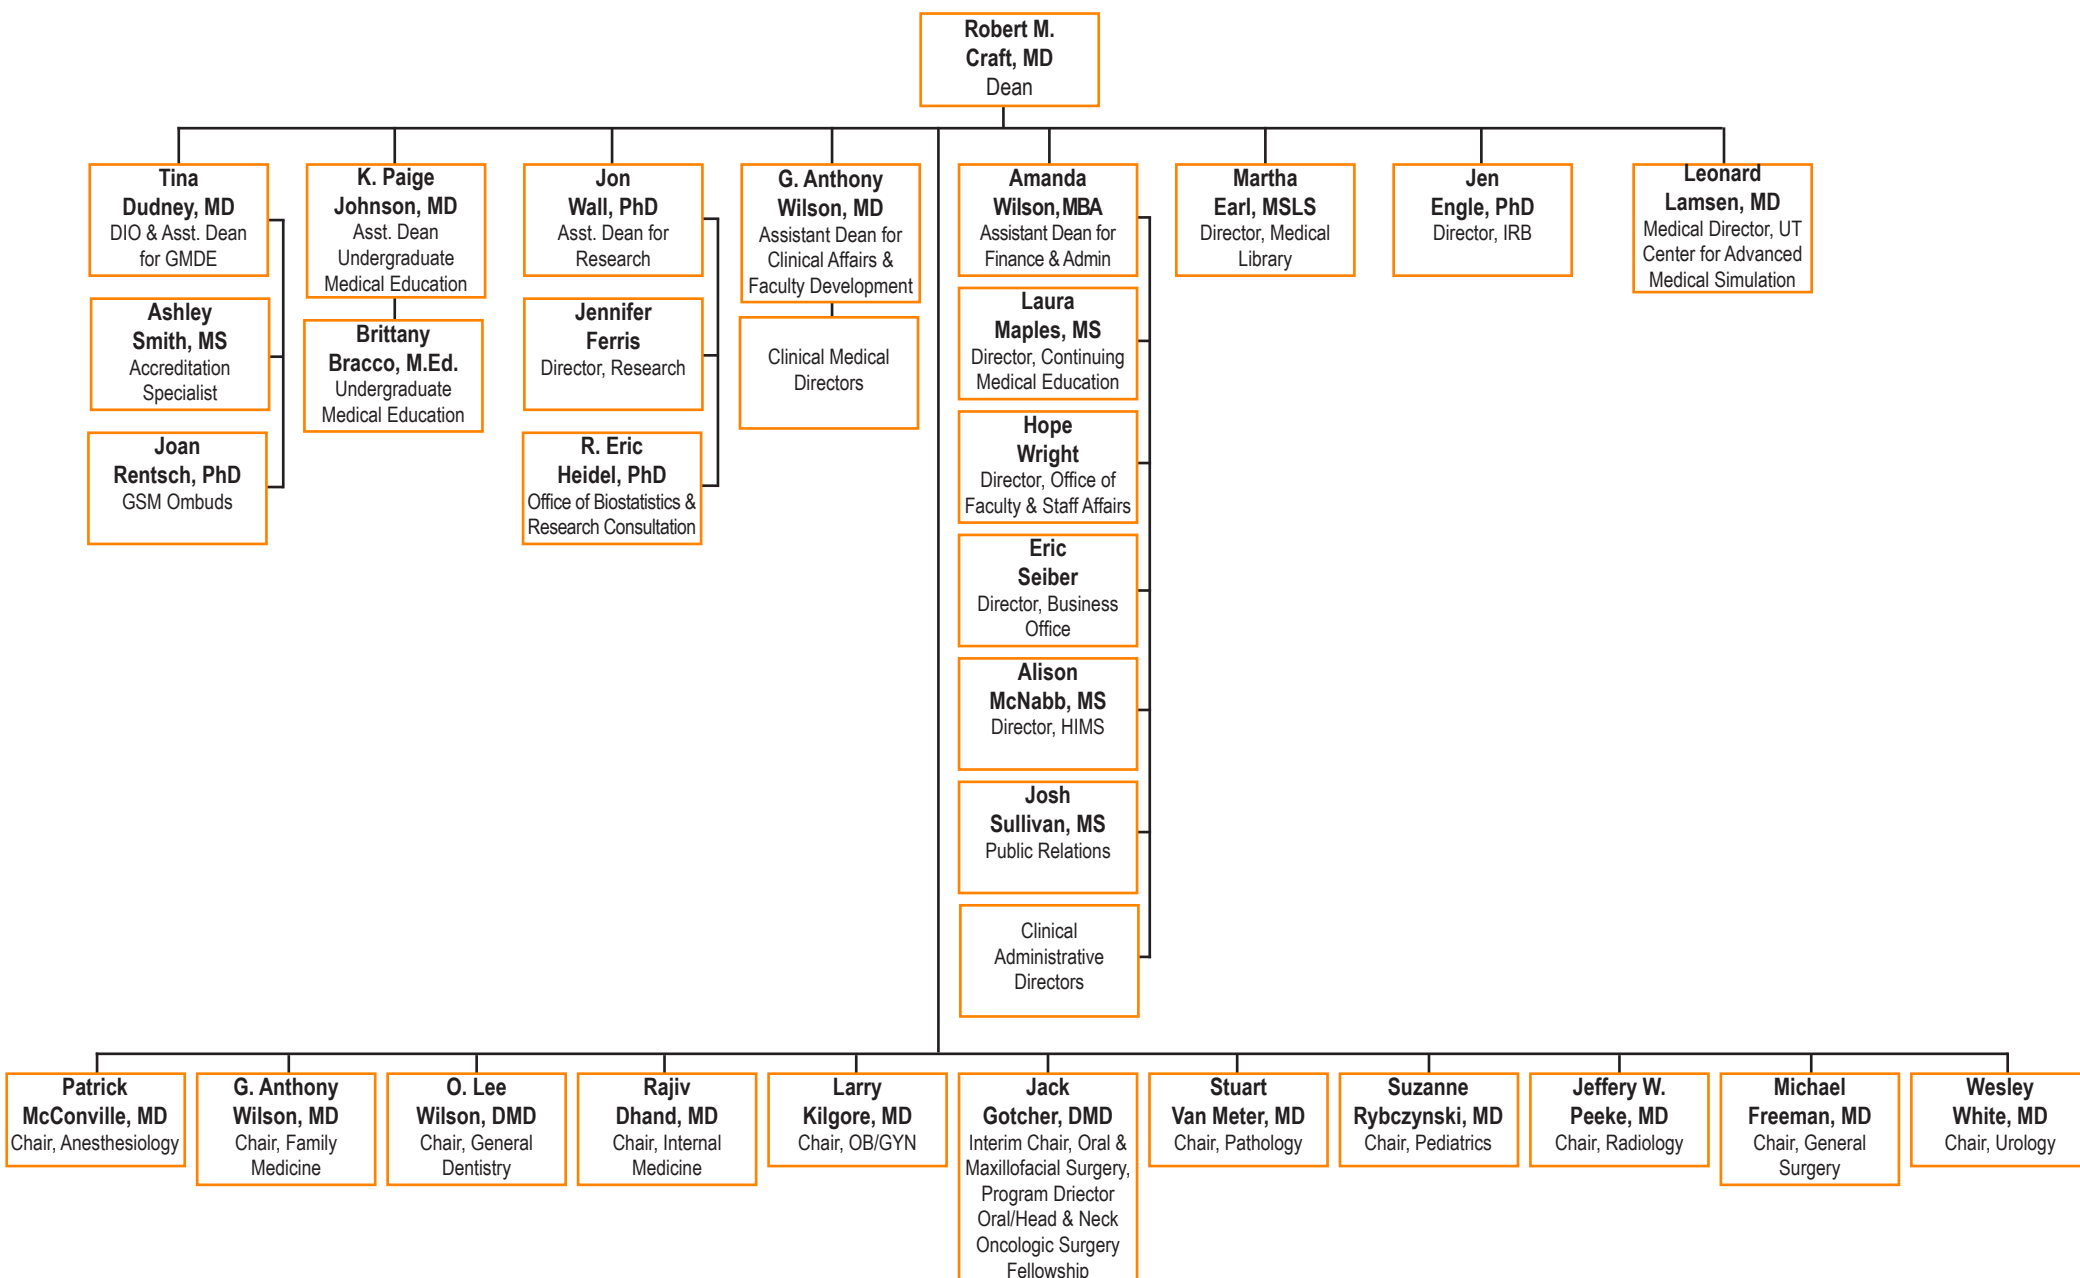 Robert M.
Craft, MD
Dean
Tina
Dudney, MD
DIO & Asst. Dean
for GMDE
K. Paige
Johnson, MD
Asst. Dean
Undergraduate
Medical Education
Jon
Wall, PhD
Asst. Dean for
Research
G. Anthony
Wilson, MD
Assistant Dean for
Clinical Affairs &
Faculty Development
Amanda
Wilson, MBA
Assistant Dean for
Finance & Admin
Martha
Earl, MSLS
Director, Medical
Library
Jen
Engle, PhD
Director, IRB
Leonard
Lamsen, MD
Medical Director, UT
Center for Advanced
Medical Simulation
Ashley
Smith, MS
Accreditation
Specialist
Joan
Rentsch, PhD
GSM Ombuds
Brittany
Bracco, M.Ed.
Undergraduate
Medical Education
Jennifer
Ferris
Director, Research
R. Eric
Heidel, PhD
Office of Biostatistics &
Research Consultation
Clinical Medical
Directors
Laura
Maples, MS
Director, Continuing
Medical Education
Hope
Wright
Director, Office of
Faculty & Staff Affairs
Eric
Seiber
Director, Business
Office
Alison
McNabb, MS
Director, HIMS
Josh
Sullivan, MS
Public Relations
Clinical
Administrative
Directors
Patrick
McConville, MD
Chair, Anesthesiology
G. Anthony
Wilson, MD
Chair, Family
Medicine
O. Lee
Wilson, DMD
Chair, General
Dentistry
Rajiv
Dhand, MD
Chair, Internal
Medicine
Larry
Kilgore, MD
Chair, OB/GYN
Jack
Gotcher, DMD
Interim Chair, Oral &
Maxillofacial Surgery,
Program Driector
Oral/Head & Neck
Oncologic Surgery
Fellowship
Stuart
Van Meter, MD
Chair, Pathology
Suzanne
Rybczynski, MD
Chair, Pediatrics
Jeffery W.
Peeke, MD
Chair, Radiology
Michael
Freeman, MD
Chair, General
Surgery
Wesley
White, MD
Chair, Urology